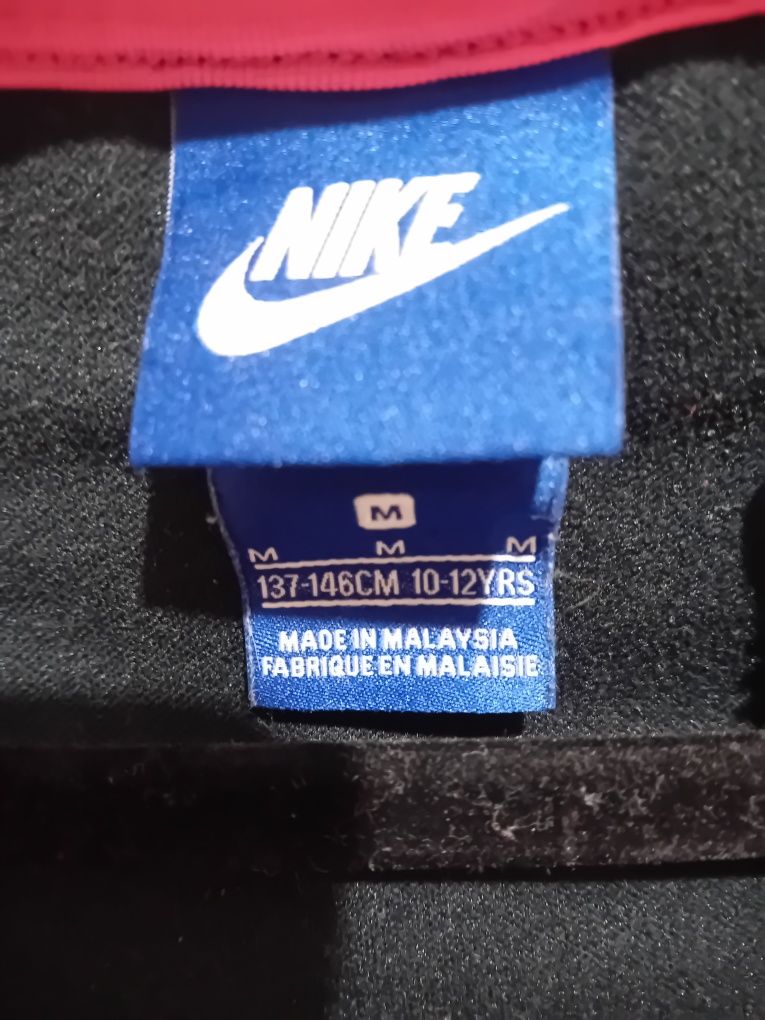 NIKE
M
M M M
137-146CM 10-12YRS
MADE IN MALAYSIA
FABRIQUE EN MALAISIE